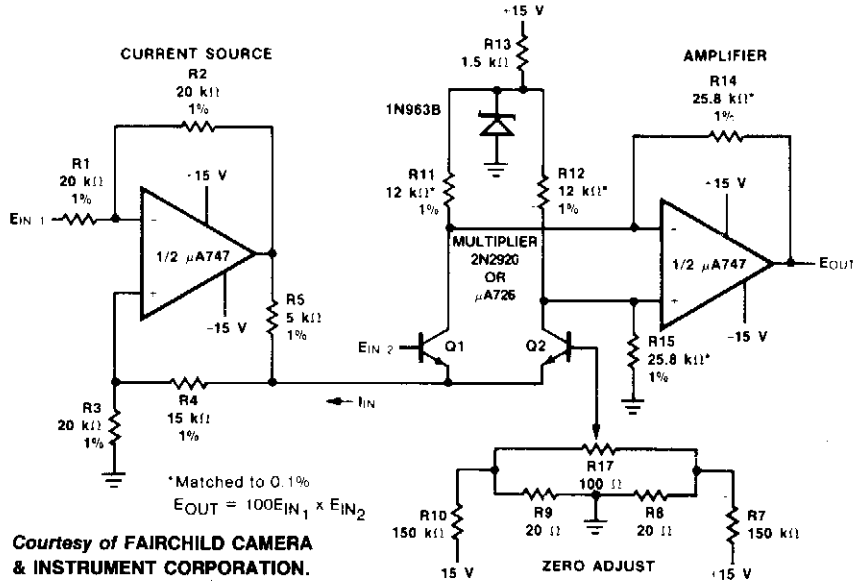 +15 V
R13
1.5 kΩ
CURRENT SOURCE
R2
20 kΩ
1%
AMPLIFIER
R14
25.8 kΩ*
1%
1N963B
R1
20 kΩ
1%
-15 V
R11
12 kΩ*
1%
R12
12 kΩ*
1%
-15 V
EIN 1
-
+
1/2 μA747
-15 V
R5
5 kΩ
1%
MULTIPLIER
2N2920
OR
μA726
-
+
1/2 μA747
-15 V
EOUT
EIN 2
Q1
Q2
R15
25.8 kΩ*
1%
R4
15 kΩ
1%
IIN
R3
20 kΩ
1%
*Matched to 0.1%
EOUT = 100EIN1 x EIN2
R17
100 Ω
R10
150 kΩ
R9
20 Ω
R8
20 Ω
R7
150 kΩ
15 V
ZERO ADJUST
+15 V
Courtesy of FAIRCHILD CAMERA
& INSTRUMENT CORPORATION.